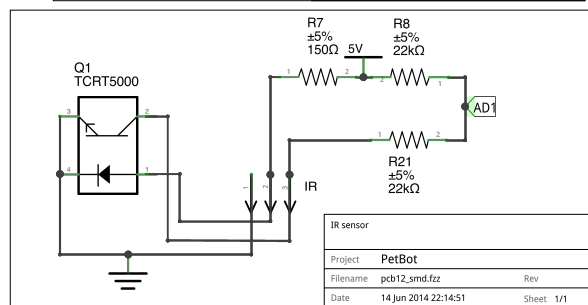 R7
±5%
150Ω
5V
R8
±5%
22kΩ
Q1
TCRT5000
1
2
2
1
3
2
AD1
1
2
R21
±5%
22kΩ
4
1
1
2
3
IR
IR sensor
Project PetBot
Filename pcb12_smd.fzz Rev
Date 14 Jun 2014 22:14:51 Sheet 1/1